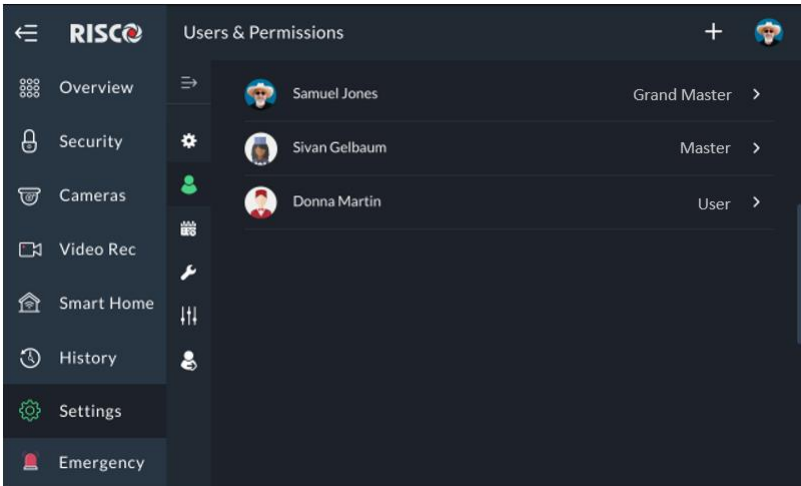 RISCO
Users & Permissions
Overview
Security
Cameras
Video Rec
Smart Home
History
Settings
Emergency
Samuel Jones Grand Master
Sivan Gelbaum Master
Donna Martin User